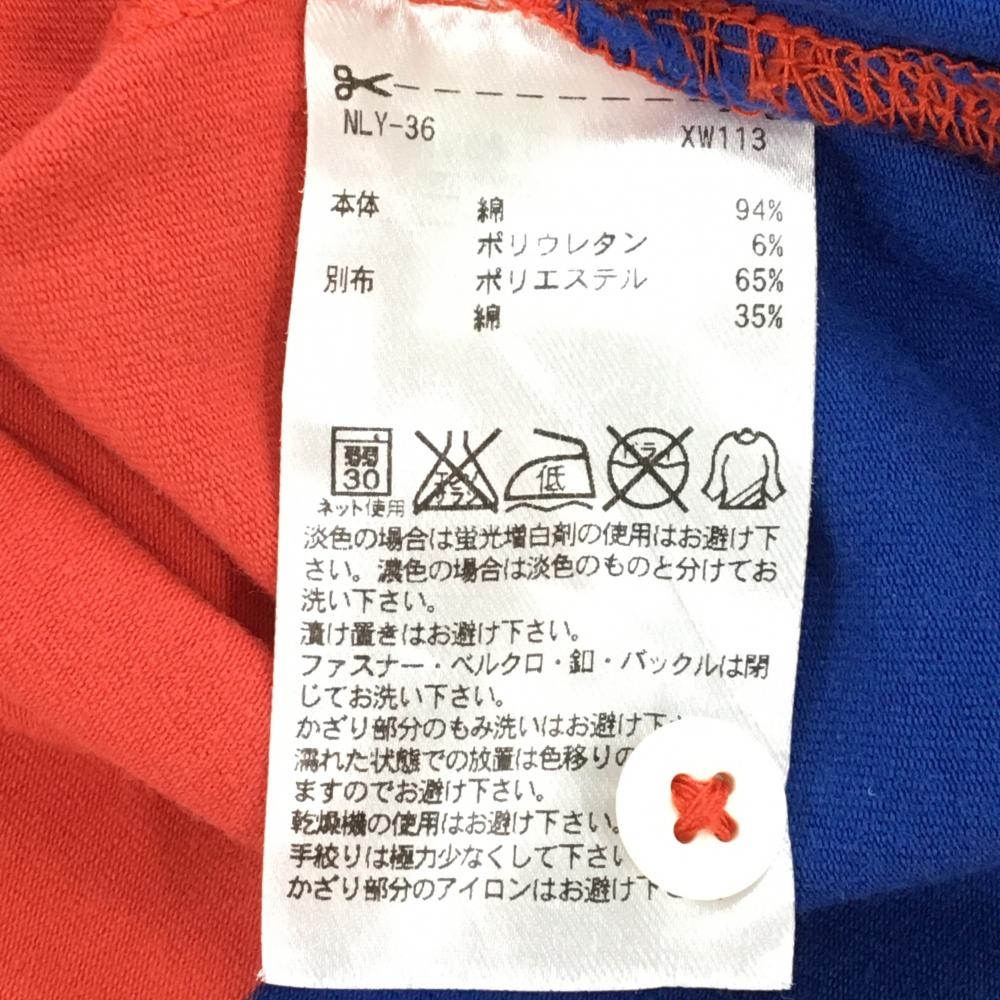 NLY-36 XW113
本体 綿 94%
ポリウレタン 6%
別布 ポリエステル 65%
綿 35%
弱 30 エンソ サラシ 低 ドライ
ネット使用
淡色の場合は蛍光増白剤の使用はお避け下
さい。濃色の場合は淡色のものと分けてお
洗い下さい。
漬け置きはお避け下さい。
ファスナー・ベルクロ・釦・バックルは閉
じてお洗い下さい。
かざり部分のもみ洗いはお避け下
濡れた状態での放置は色移りの
ますのでお避け下さい。
乾燥機の使用はお避け下さい。
手絞りは極力少なくして下さい
かざり部分のアイロンはお避け下